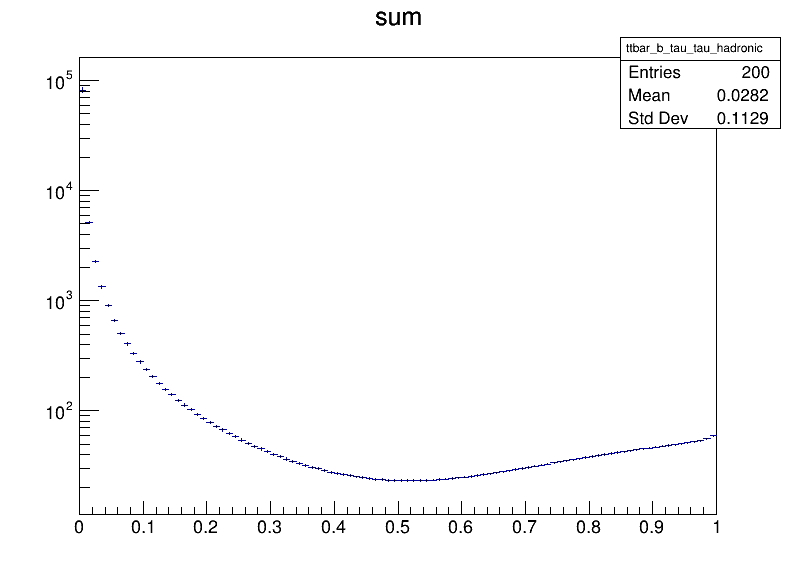 sum
ttbar_b_tau_tau_hadronic
Entries 200
Mean 0.0282
Std Dev 0.1129
10^5
10^4
10^3
10^2
0 0.1 0.2 0.3 0.4 0.5 0.6 0.7 0.8 0.9 1